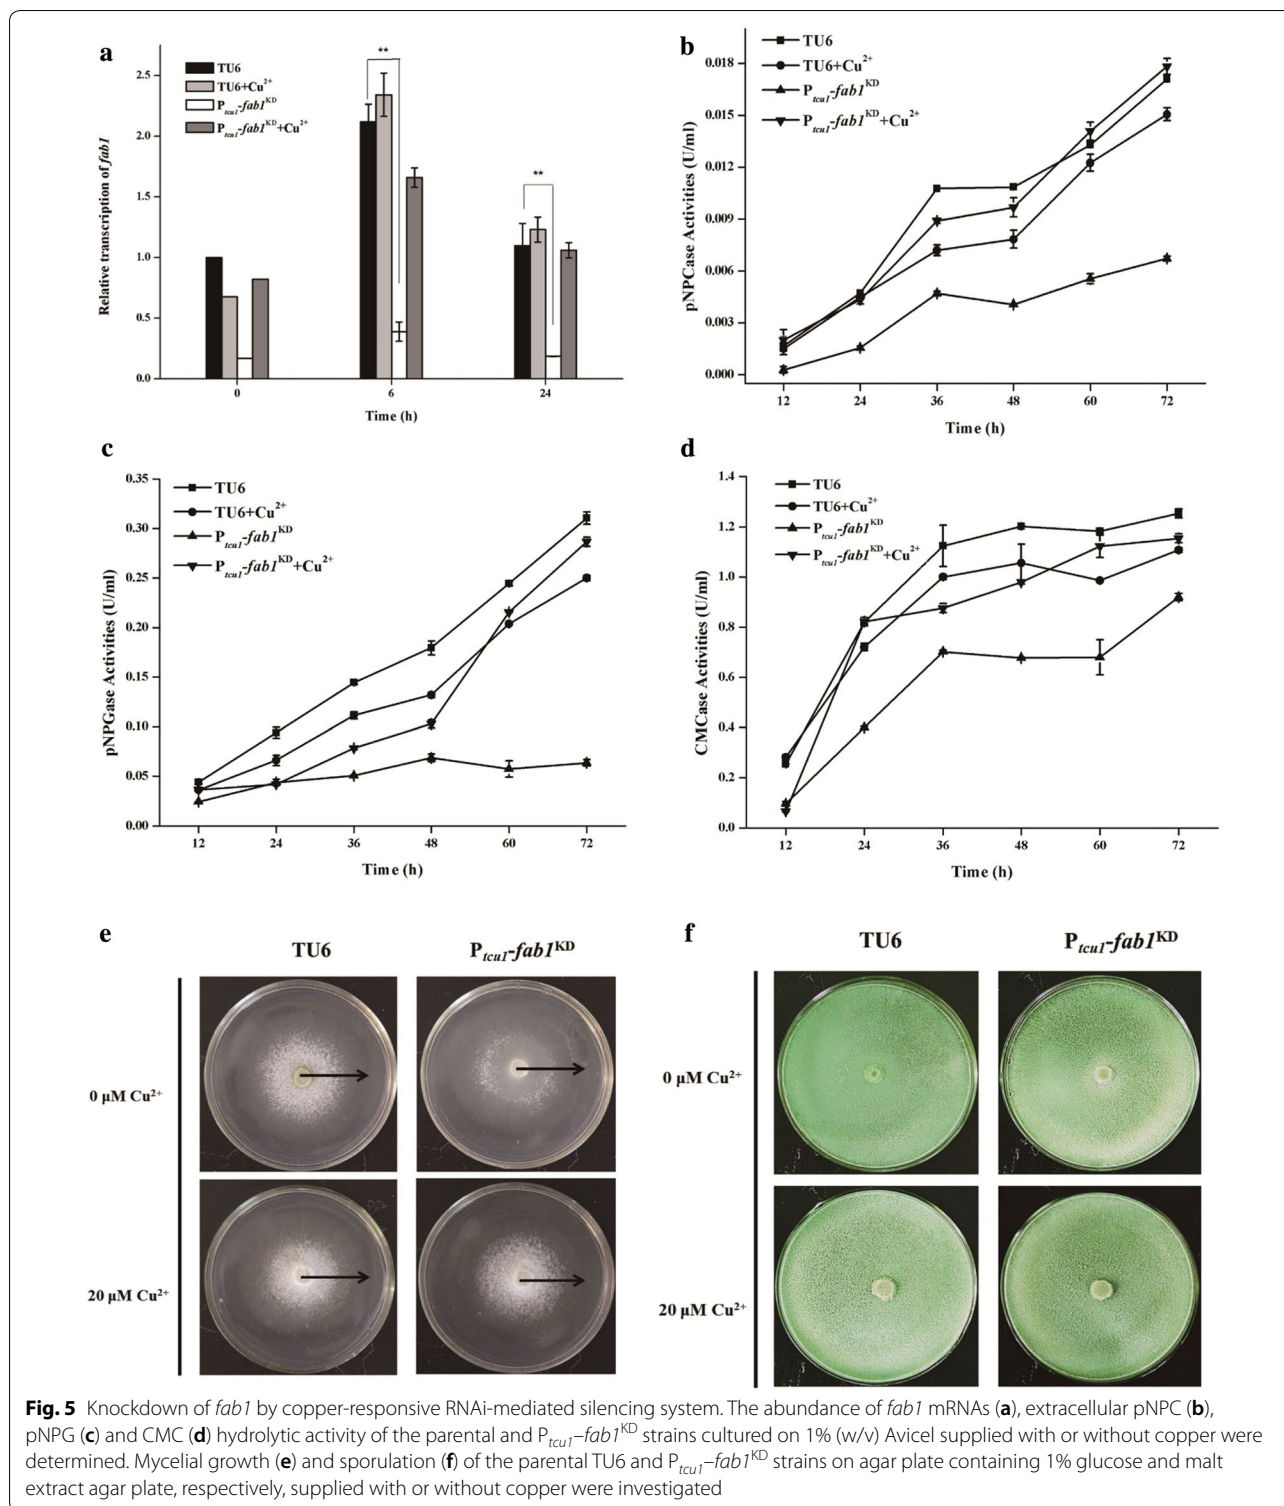 a
TU6
TU6+Cu²⁺
Ptcu1-fab1ᴷᴰ
Ptcu1-fab1ᴷᴰ+Cu²⁺
**
**
Relative transcription of fab1
2.5
2.0
1.5
1.0
0.5
0.0
0 6 24
Time (h)
b
TU6
TU6+Cu²⁺
Ptcu1-fab1ᴷᴰ
Ptcu1-fab1ᴷᴰ+Cu²⁺
pNPCase Activities (U/ml)
0.018
0.015
0.012
0.009
0.006
0.003
0.000
12 24 36 48 60 72
Time (h)
c
TU6
TU6+Cu²⁺
Ptcu1-fab1ᴷᴰ
Ptcu1-fab1ᴷᴰ+Cu²⁺
pNPGase Activities (U/ml)
0.35
0.30
0.25
0.20
0.15
0.10
0.05
0.00
12 24 36 48 60 72
Time (h)
d
TU6
TU6+Cu²⁺
Ptcu1-fab1ᴷᴰ
Ptcu1-fab1ᴷᴰ+Cu²⁺
CMCase Activities (U/ml)
1.4
1.2
1.0
0.8
0.6
0.4
0.2
0.0
12 24 36 48 60 72
Time (h)
e
TU6 Ptcu1-fab1ᴷᴰ
0 μM Cu²⁺
20 μM Cu²⁺
f
TU6 Ptcu1-fab1ᴷᴰ
0 μM Cu²⁺
20 μM Cu²⁺
Fig. 5 Knockdown of fab1 by copper-responsive RNAi-mediated silencing system. The abundance of fab1 mRNAs (a), extracellular pNPC (b),
pNPG (c) and CMC (d) hydrolytic activity of the parental and Ptcu1–fab1ᴷᴰ strains cultured on 1% (w/v) Avicel supplied with or without copper were
determined. Mycelial growth (e) and sporulation (f) of the parental TU6 and Ptcu1–fab1ᴷᴰ strains on agar plate containing 1% glucose and malt
extract agar plate, respectively, supplied with or without copper were investigated